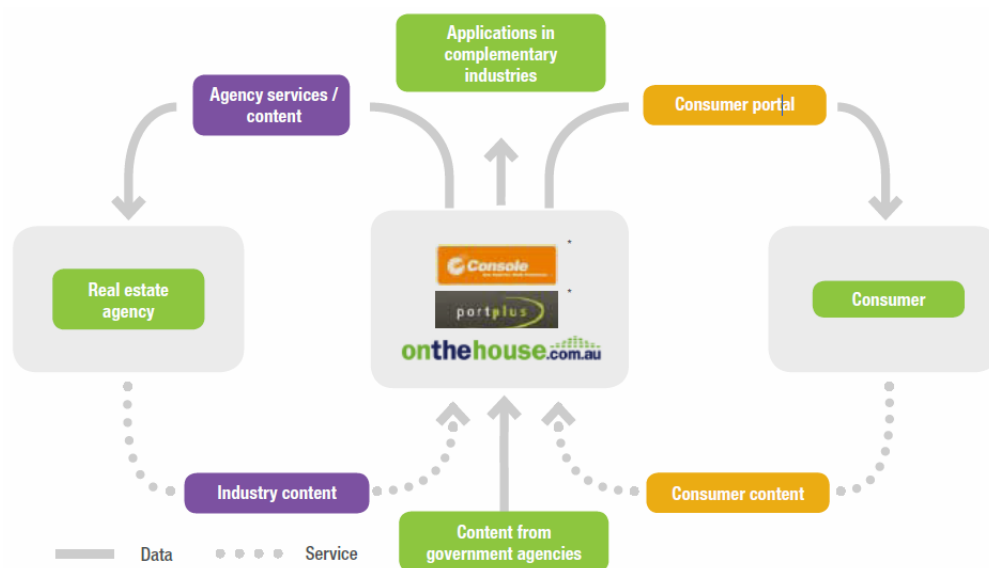 Applications in
complementary
industries
Agency services /
content
Consumer portal
Console
*
portplus
*
onthehouse.com.au
Real estate
agency
Consumer
Industry content
Consumer content
Content from
government agencies
Data
Service